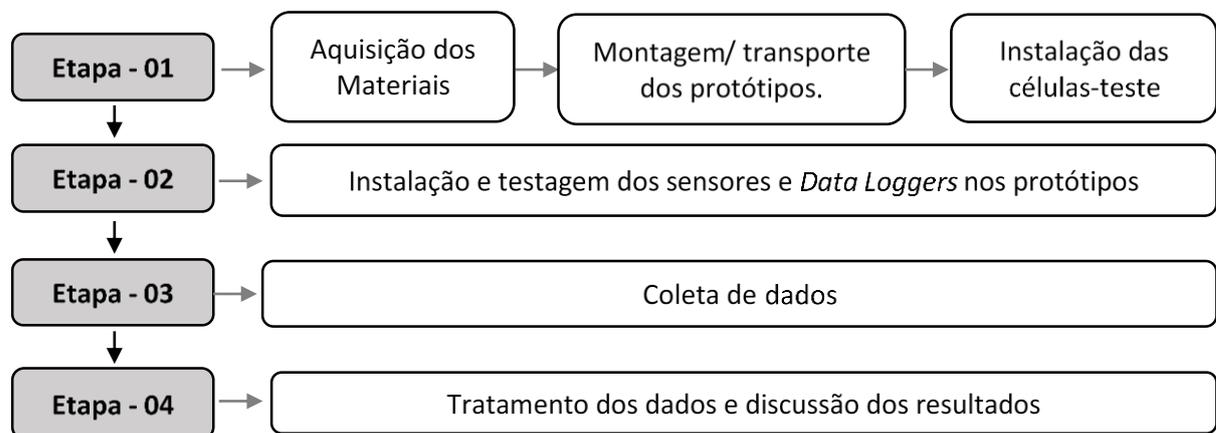 Etapa - 01
Aquisição dos
Materiais
Montagem/ transporte
dos protótipos.
Instalação das
células-teste
Etapa - 02
Instalação e testagem dos sensores e Data Loggers nos protótipos
Etapa - 03
Coleta de dados
Etapa - 04
Tratamento dos dados e discussão dos resultados